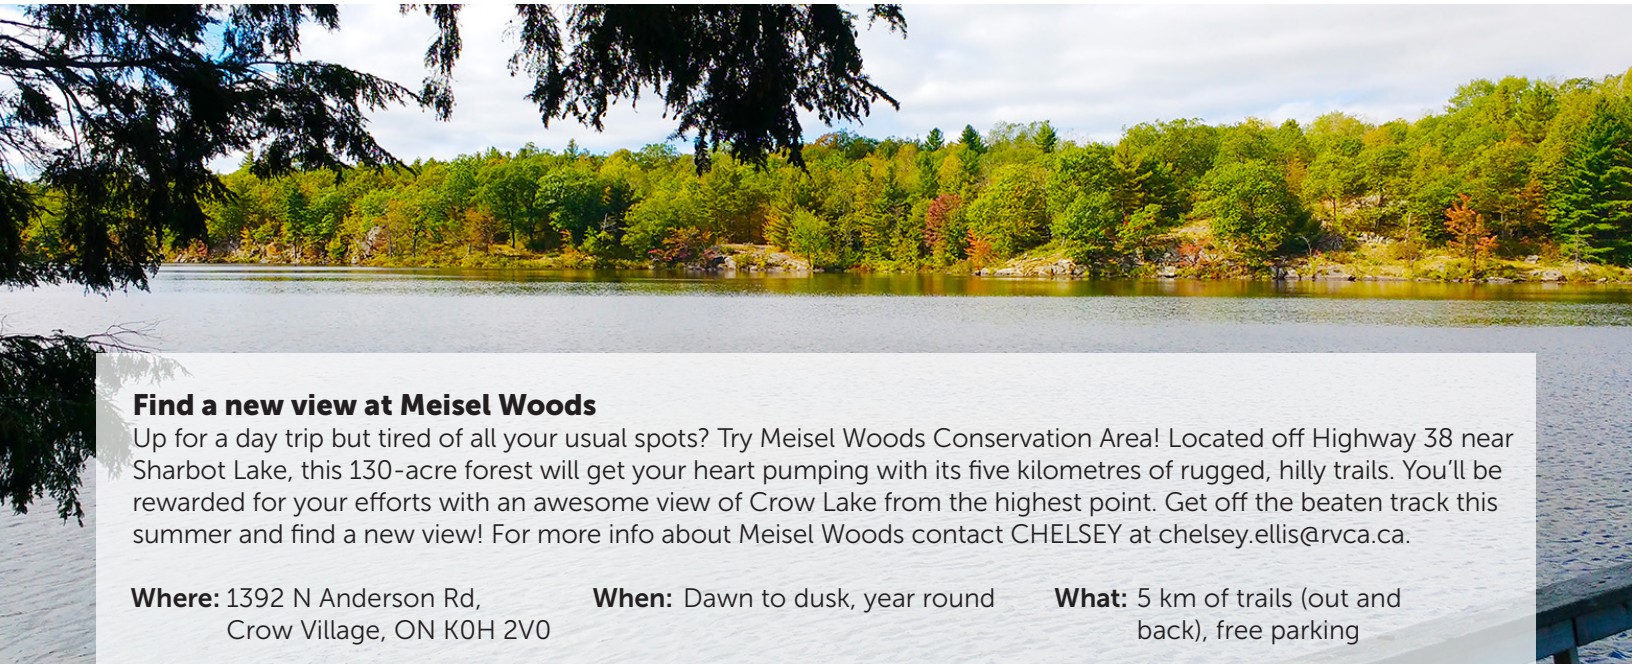 Find a new view at Meisel Woods
Up for a day trip but tired of all your usual spots? Try Meisel Woods Conservation Area! Located off Highway 38 near
Sharbot Lake, this 130-acre forest will get your heart pumping with its five kilometres of rugged, hilly trails. You’ll be
rewarded for your efforts with an awesome view of Crow Lake from the highest point. Get off the beaten track this
summer and find a new view! For more info about Meisel Woods contact CHELSEY at chelsey.ellis@rvca.ca.
Where: 1392 N Anderson Rd,
Crow Village, ON K0H 2V0
When: Dawn to dusk, year round
What: 5 km of trails (out and
back), free parking